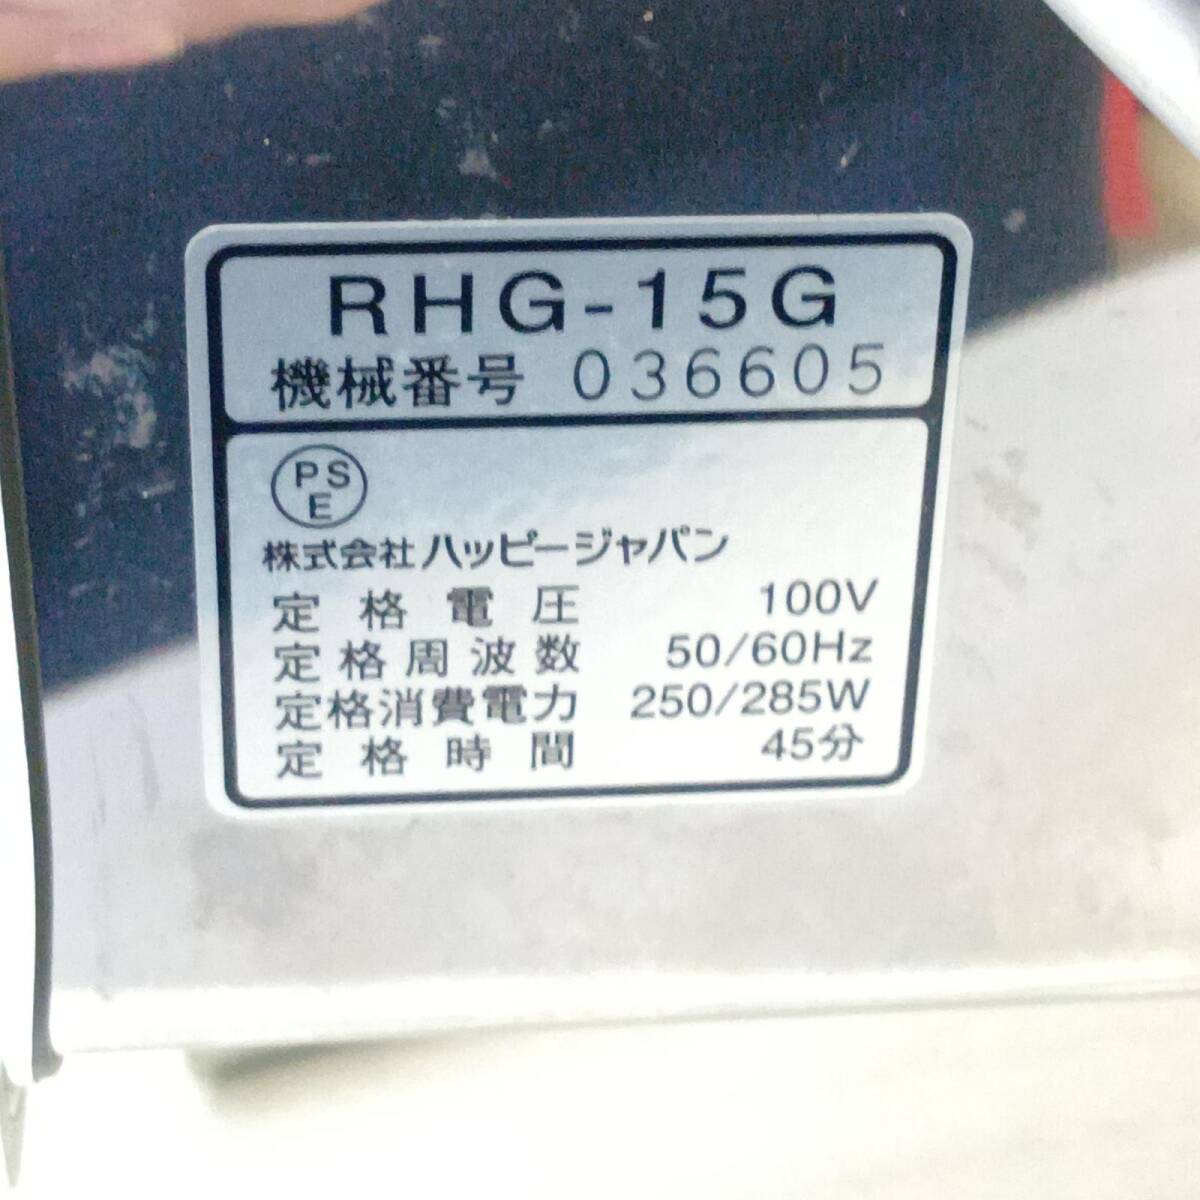 RHG-15G
機械番号 036605
PS
E
株式会社ハッピージャパン
定格電圧 100V
定格周波数 50/60Hz
定格消費電力 250/285W
定格時間 45分